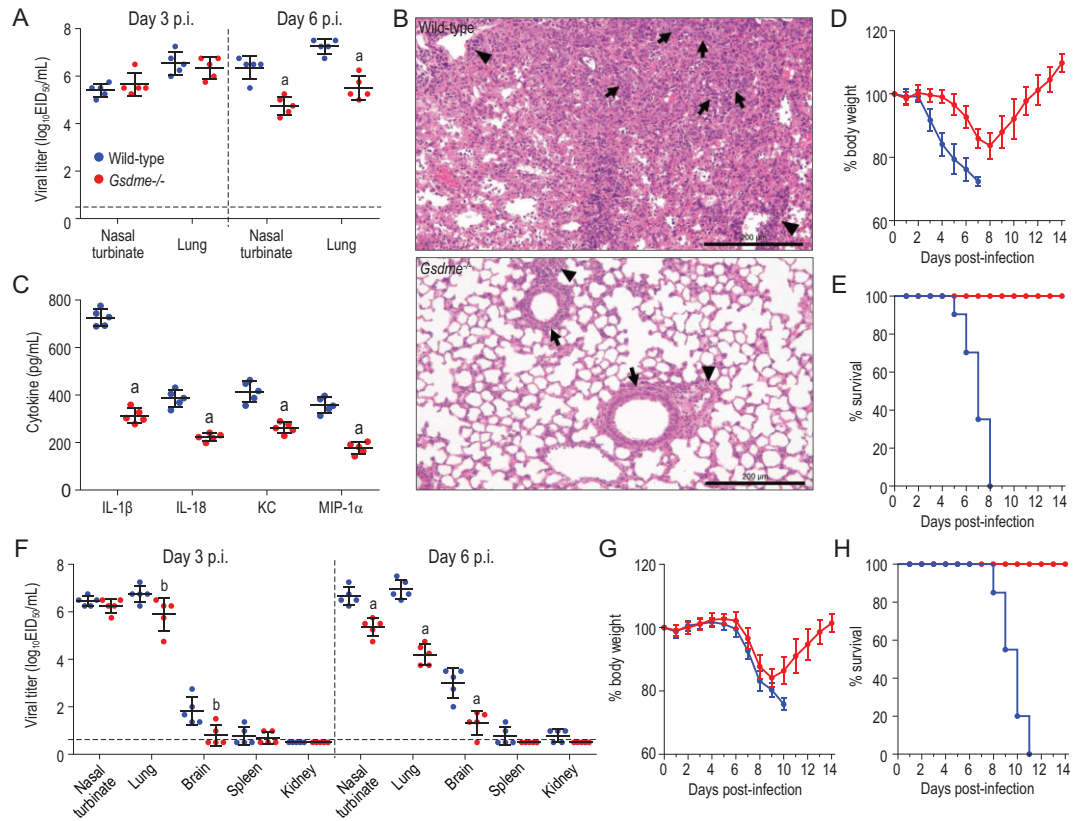 A
Day 3 p.i.
Day 6 p.i.
Viral titer (log10EID50/mL)
8
6
4
2
0
Wild-type
Gsdme-/-
a
a
Nasal turbinate
Lung
Nasal turbinate
Lung
B
Wild-type
200 μm
Gsdme-/-
200 μm
C
Cytokine (pg/mL)
800
600
400
200
0
a
a
a
a
IL-1β
IL-18
KC
MIP-1α
D
% body weight
120
100
80
60
0
2
4
6
8
10
12
14
Days post-infection
E
% survival
100
80
60
40
20
0
0
2
4
6
8
10
12
14
Days post-infection
F
Day 3 p.i.
Day 6 p.i.
Viral titer (log10EID50/mL)
8
6
4
2
0
b
b
a
a
a
Nasal turbinate
Lung
Brain
Spleen
Kidney
Nasal turbinate
Lung
Brain
Spleen
Kidney
G
% body weight
120
100
80
60
0
2
4
6
8
10
12
14
Days post-infection
H
% survival
100
80
60
40
20
0
0
2
4
6
8
10
12
14
Days post-infection